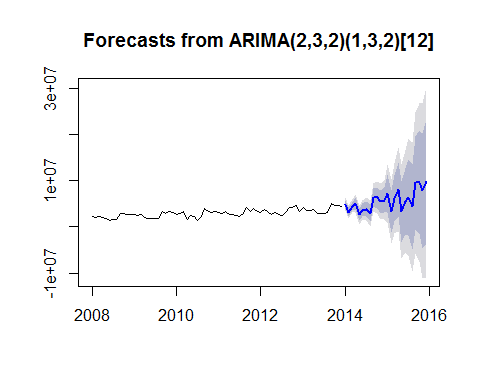 Forecasts from ARIMA(2,3,2)(1,3,2)[12]
3e+07
1e+07
-1e+07
2008 2010 2012 2014 2016